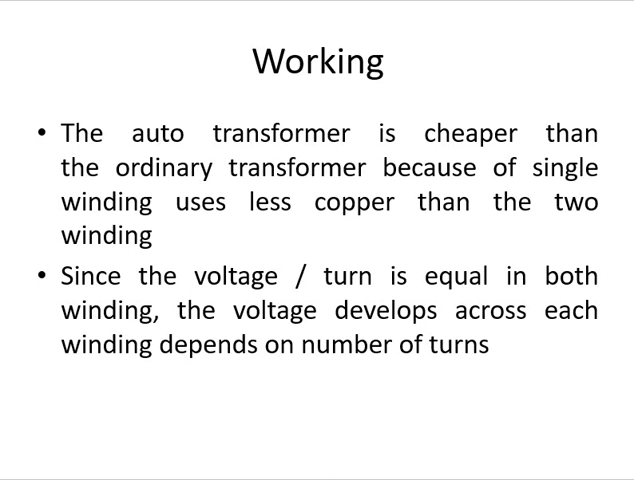 Working
• The auto transformer is cheaper than
the ordinary transformer because of single
winding uses less copper than the two
winding
• Since the voltage / turn is equal in both
winding, the voltage develops across each
winding depends on number of turns